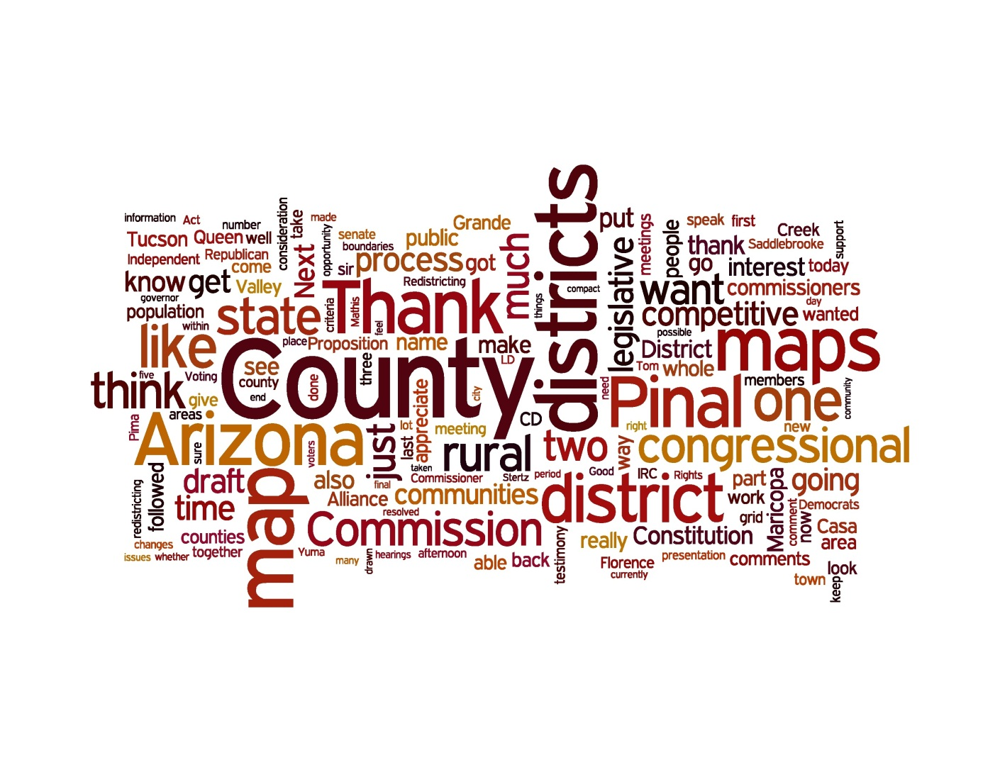 information
Act
number
consideration
take
made
opportunity
senate
boundaries
public
Grande
districts
put
meetings
people
speak
first
Creek
support
Tucson
Queen
well
Independent
Republican
come
Next
sir
process
got
much
legislative
thank
Saddlebrooke
go
interest
today
know
get
Valley
governor
Redistricting
Thank
things
compact
want
commissioners
day
population
within
state
criteria
Mathis
feel
competitive
wanted
like
place
Proposition
name
make
LD
possible
District
maps
Tom
whole
think
five
Voting
see
county
end
County
done
three
need
Pinal
members
one
community
give
areas
appreciate
city
CD
Pima
Arizona
sure
voters
just
lot
last
meeting
right
new
rural
two
way
congressional
taken
followed
draft
map
also
final
Commissioner
Stertz
period
Good
IRC
Rights
part
Maricopa
going
redistricting
time
Alliance
communities
district
work
comment
Democrats
resolved
grid
now
counties
Commission
testimony
really
Constitution
Casa
area
changes
together
issues
whether
Yuma
many
drawn
hearings
afternoon
able
back
Florence
currently
presentation
comments
look
town
keep